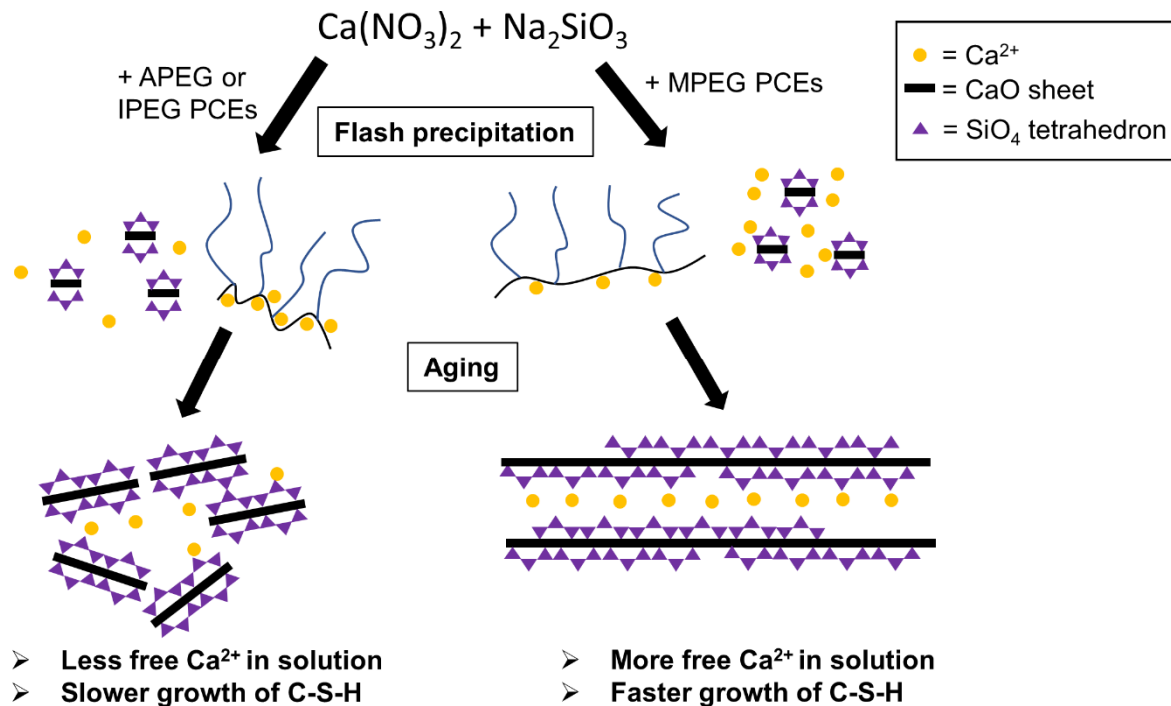 Ca(NO₃)₂ + Na₂SiO₃
+ APEG or
IPEG PCEs
+ MPEG PCEs
Flash precipitation
= Ca²⁺
= CaO sheet
= SiO₄ tetrahedron
Aging
➢ Less free Ca²⁺ in solution
➢ Slower growth of C-S-H
➢ More free Ca²⁺ in solution
➢ Faster growth of C-S-H